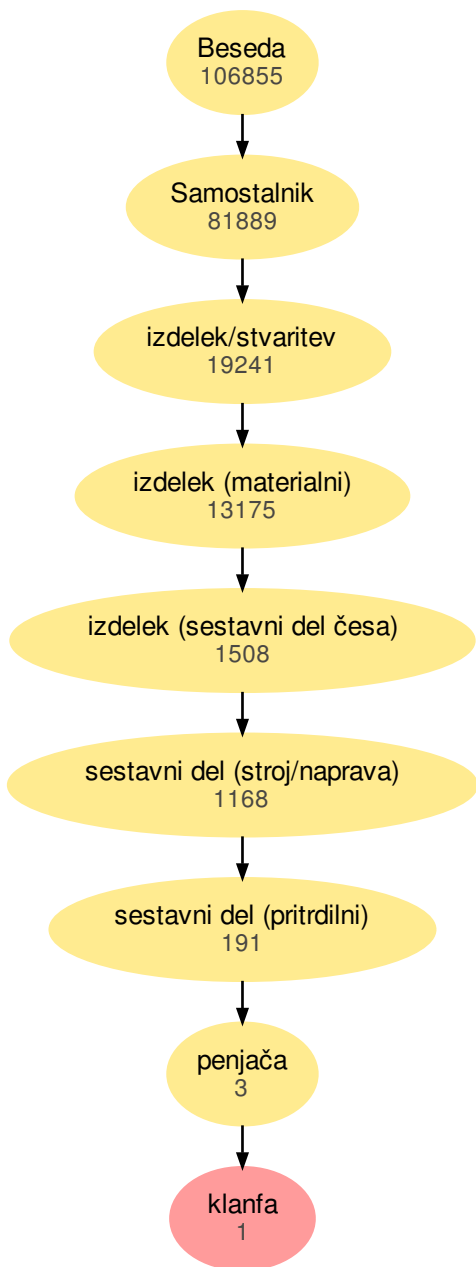 Beseda
106855
Samostalnik
81889
izdelek/stvaritev
19241
izdelek (materialni)
13175
izdelek (sestavni del česa)
1508
sestavni del (stroj/naprava)
1168
sestavni del (pritrdilni)
191
penjača
3
klanfa
1